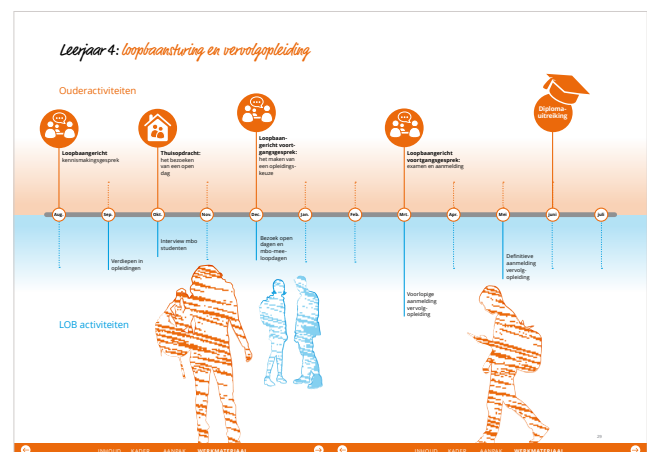 Leerjaar 4: loopbaansturing en vervolgopleiding
Ouderactiviteiten
Loopbaangericht
kennismakingsgesprek
Thuisopdracht:
het bezoeken
van een open
dag
Loopbaan-
gericht voort-
gangsgesprek:
het maken van
een opleidings-
keuze
Loopbaangericht
voortgangsgesprek:
examen en aanmelding
Diploma-
uitreiking
Aug.
Sep.
Okt.
Nov.
Dec.
Jan.
Feb.
Mrt.
Apr.
Mei
Juni
Juli
Verdiepen in
opleidingen
Interview mbo
studenten
Bezoek open
dagen en
mbo-mee-
loopdagen
Voorlopige
aanmelding
vervolg-
opleiding
Definitieve
aanmelding
vervolg-
opleiding
LOB activiteiten
INHOUD KADER AANPAK WERKMATERIAAL
INHOUD KADER AANPAK WERKMATERIAAL